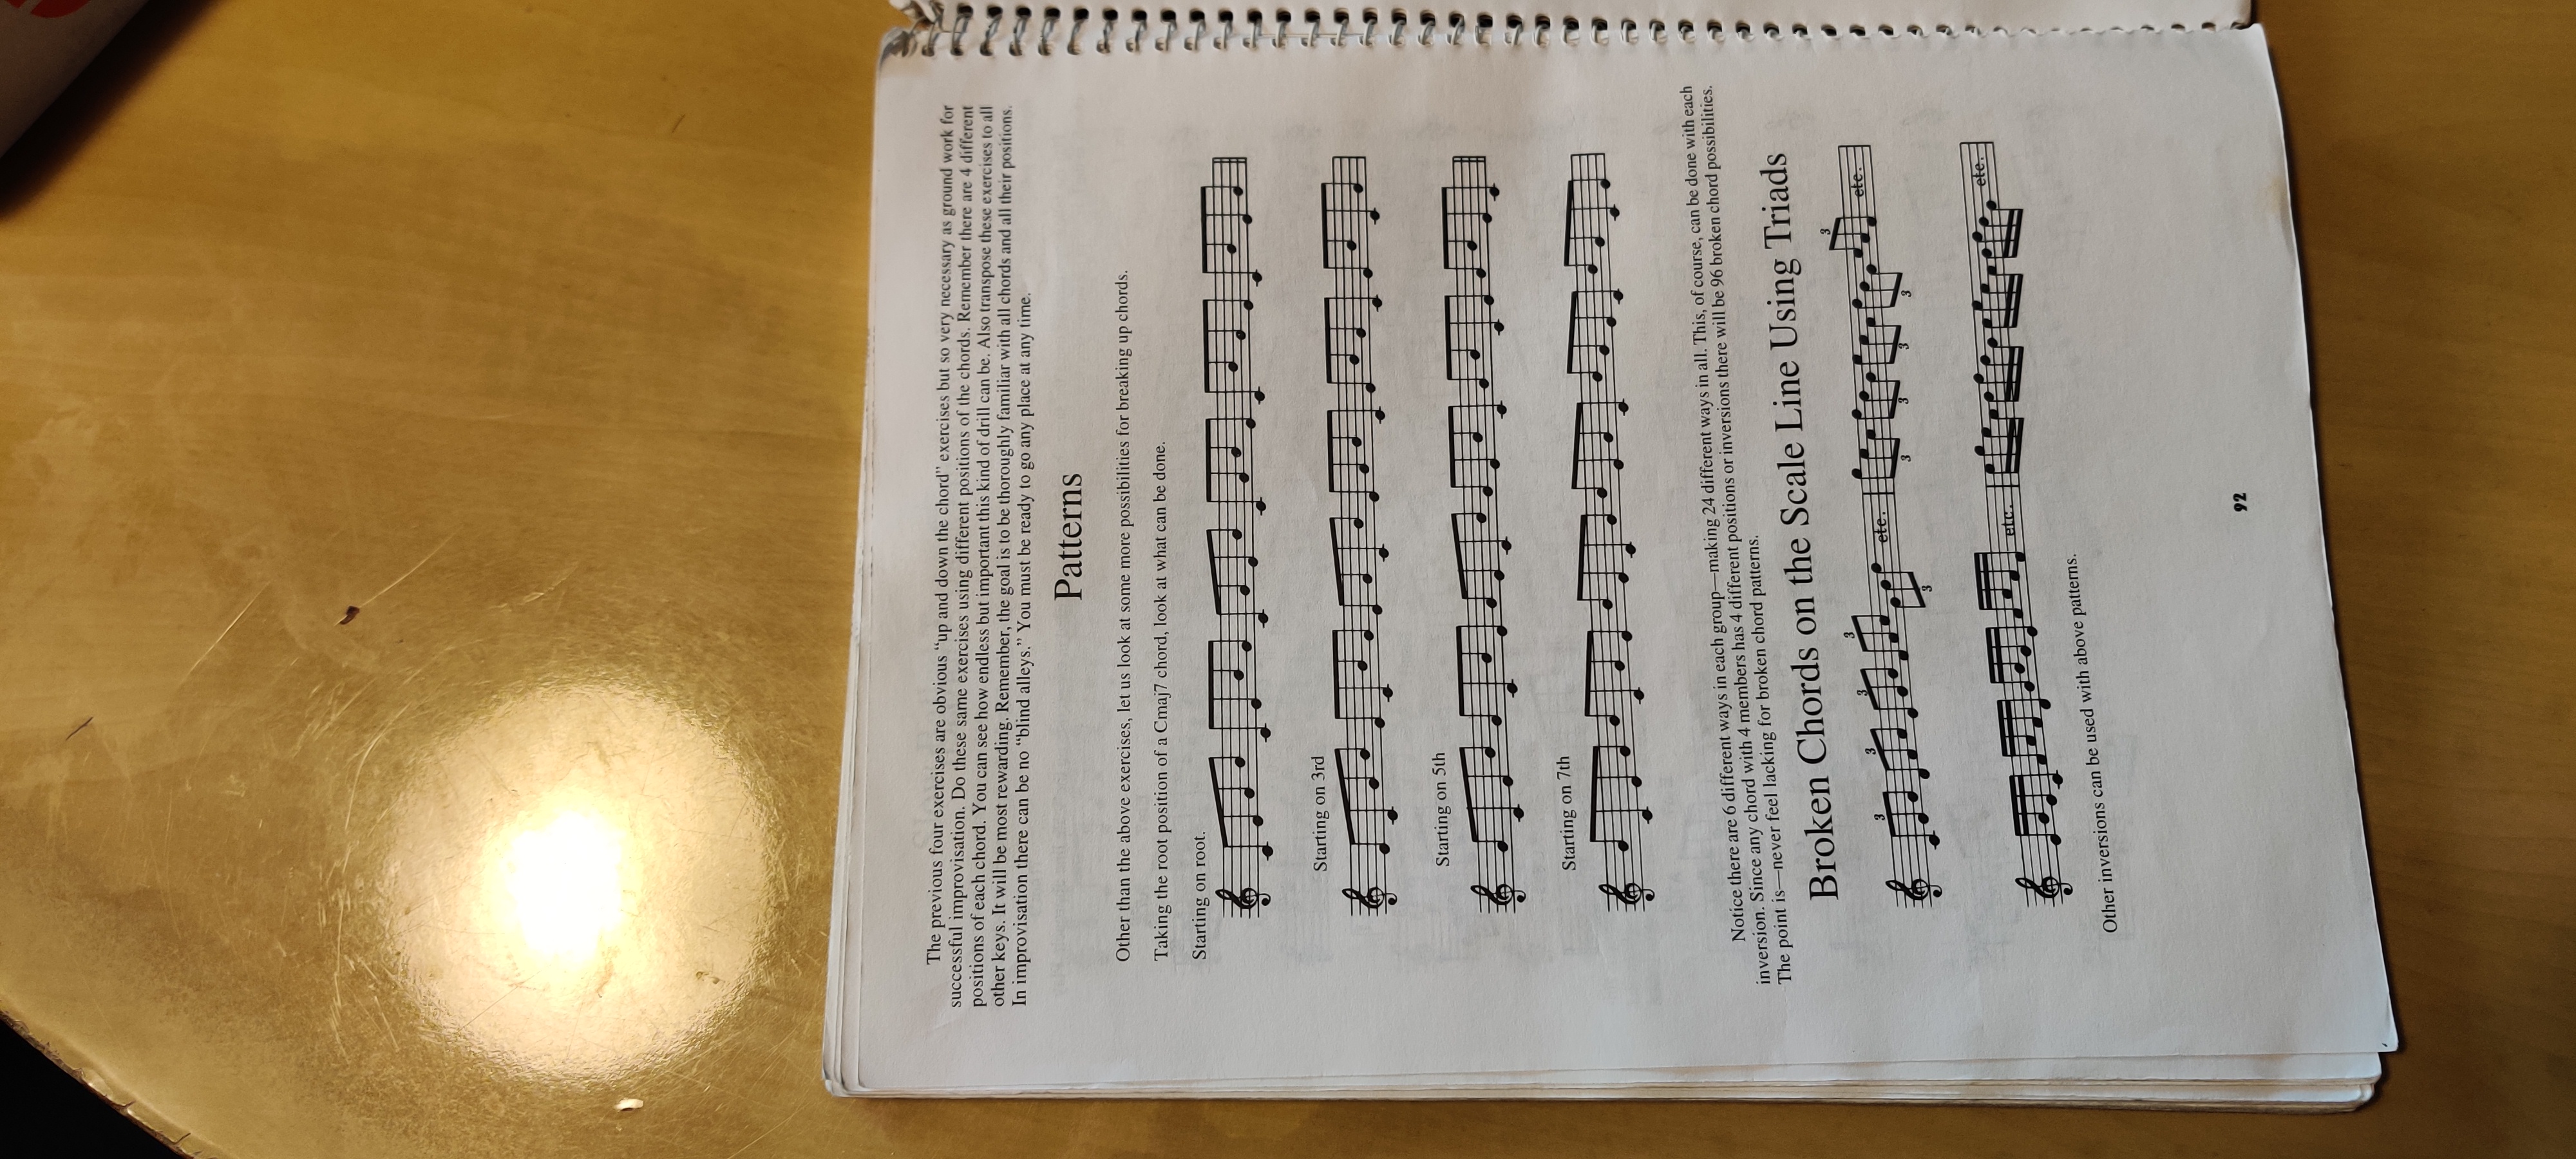 The previous four exercises are obvious “up and down the chord” exercises but so very necessary as ground work for
successful improvisation. Do these same exercises using different positions of the chords. Remember there are 4 different
positions of each chord. You can see how endless but important this kind of drill can be. Also transpose these exercises to all
other keys. It will be most rewarding. Remember, the goal is to be thoroughly familiar with all chords and all their positions.
In improvisation there can be no “blind alleys.” You must be ready to go any place at any time.
Patterns
Other than the above exercises, let us look at some more possibilities for breaking up chords.
Taking the root position of a Cmaj7 chord, look at what can be done.
Starting on root.
Starting on 3rd
Starting on 5th
Starting on 7th
Notice there are 6 different ways in each group—making 24 different ways in all. This, of course, can be done with each
inversion. Since any chord with 4 members has 4 different positions or inversions there will be 96 broken chord possibilities.
The point is—never feel lacking for broken chord patterns.
Broken Chords on the Scale Line Using Triads
3 3 3 3 3 etc. 3 3 3 3 3 etc.
etc. etc.
Other inversions can be used with above patterns.
92